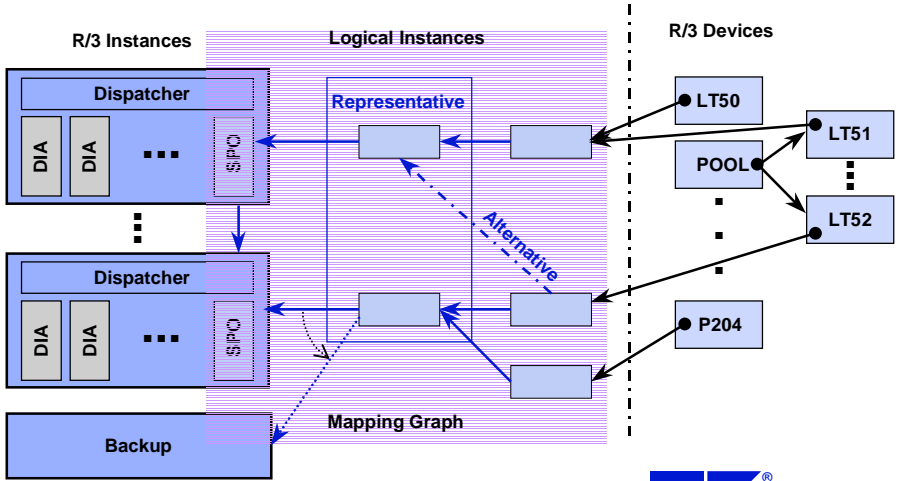 R/3 Instances
Logical Instances
R/3 Devices
Dispatcher
DIA
DIA
...
SPO
Representative
LT50
LT51
POOL
LT52
Alternative
Dispatcher
DIA
DIA
...
SPO
P204
Mapping Graph
Backup
®